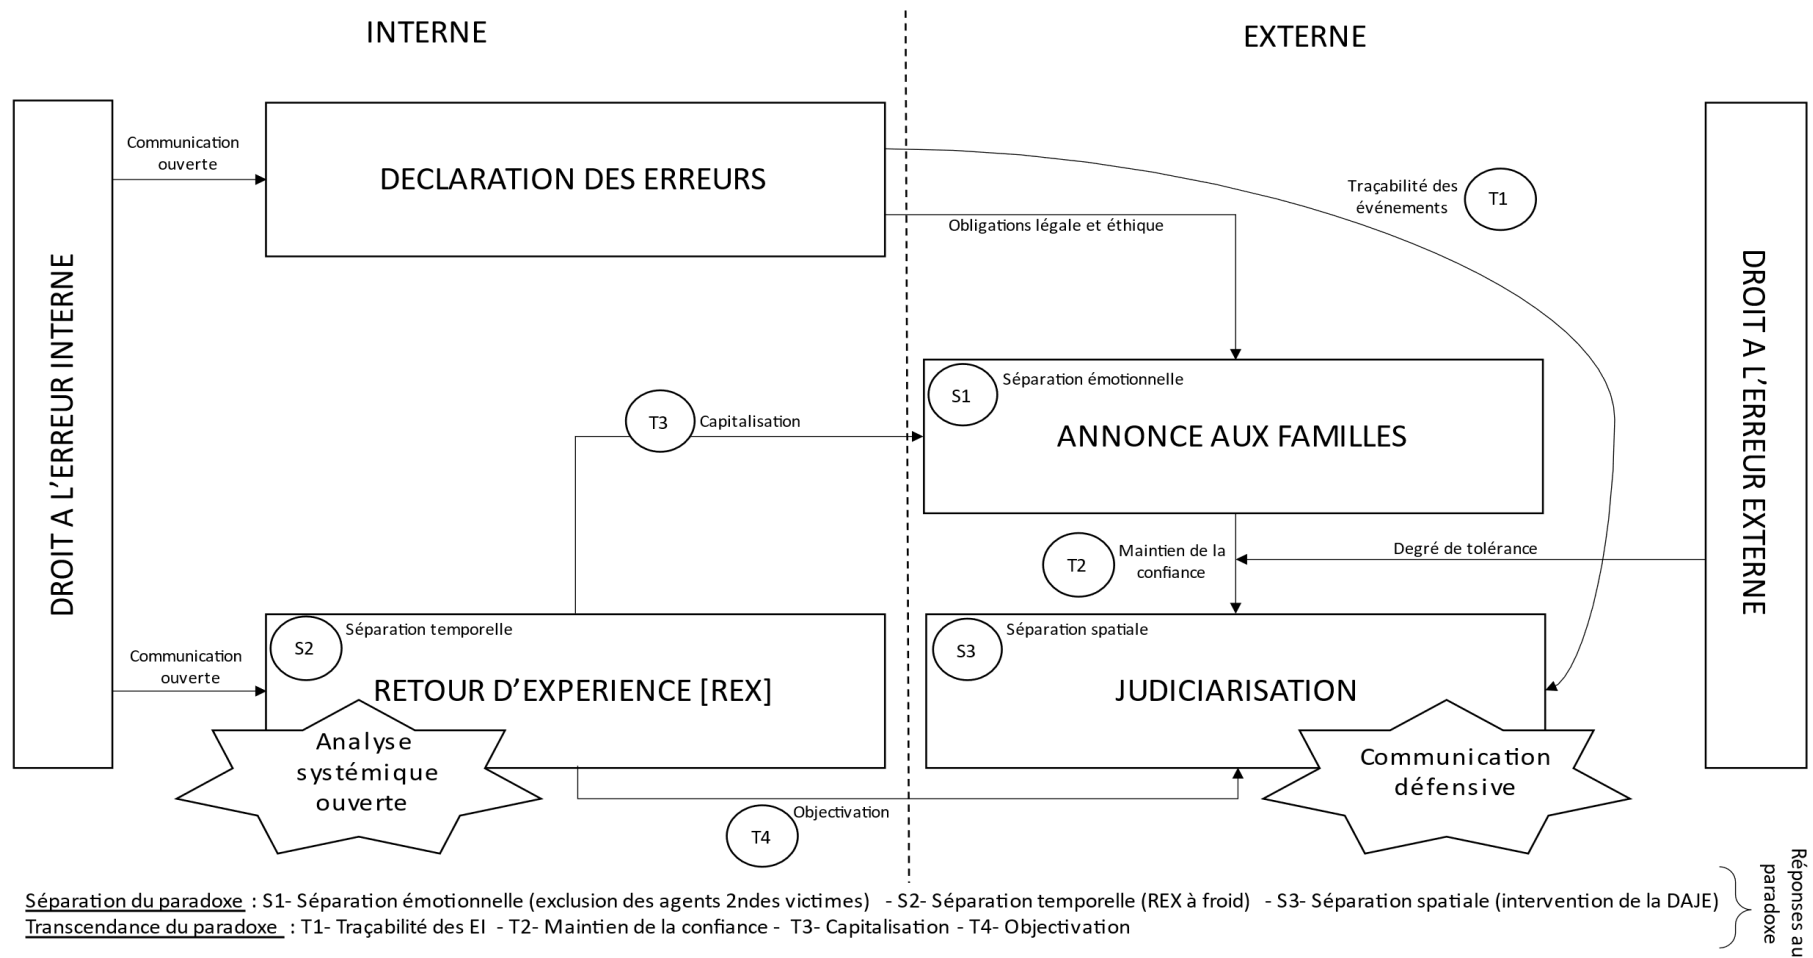 INTERNE
EXTERNE
DROIT A L’ERREUR INTERNE
Communication
ouverte
DECLARATION DES ERREURS
Traçabilité des
événements
T1
Obligations légale et éthique
DROIT A L’ERREUR EXTERNE
S1
Séparation émotionnelle
ANNONCE AUX FAMILLES
T3
Capitalisation
T2
Maintien de la
confiance
Degré de tolérance
Communication
ouverte
S2
Séparation temporelle
RETOUR D’EXPERIENCE [REX]
Analyse
systémique
ouverte
S3
Séparation spatiale
JUDICIARISATION
Communication
défensive
Objectivation
T4
Séparation du paradoxe : S1- Séparation émotionnelle (exclusion des agents 2ndes victimes) - S2- Séparation temporelle (REX à froid) - S3- Séparation spatiale (intervention de la DAJE)
Transcendance du paradoxe : T1- Traçabilité des EI - T2- Maintien de la confiance - T3- Capitalisation - T4- Objectivation
Réponses au
paradoxe